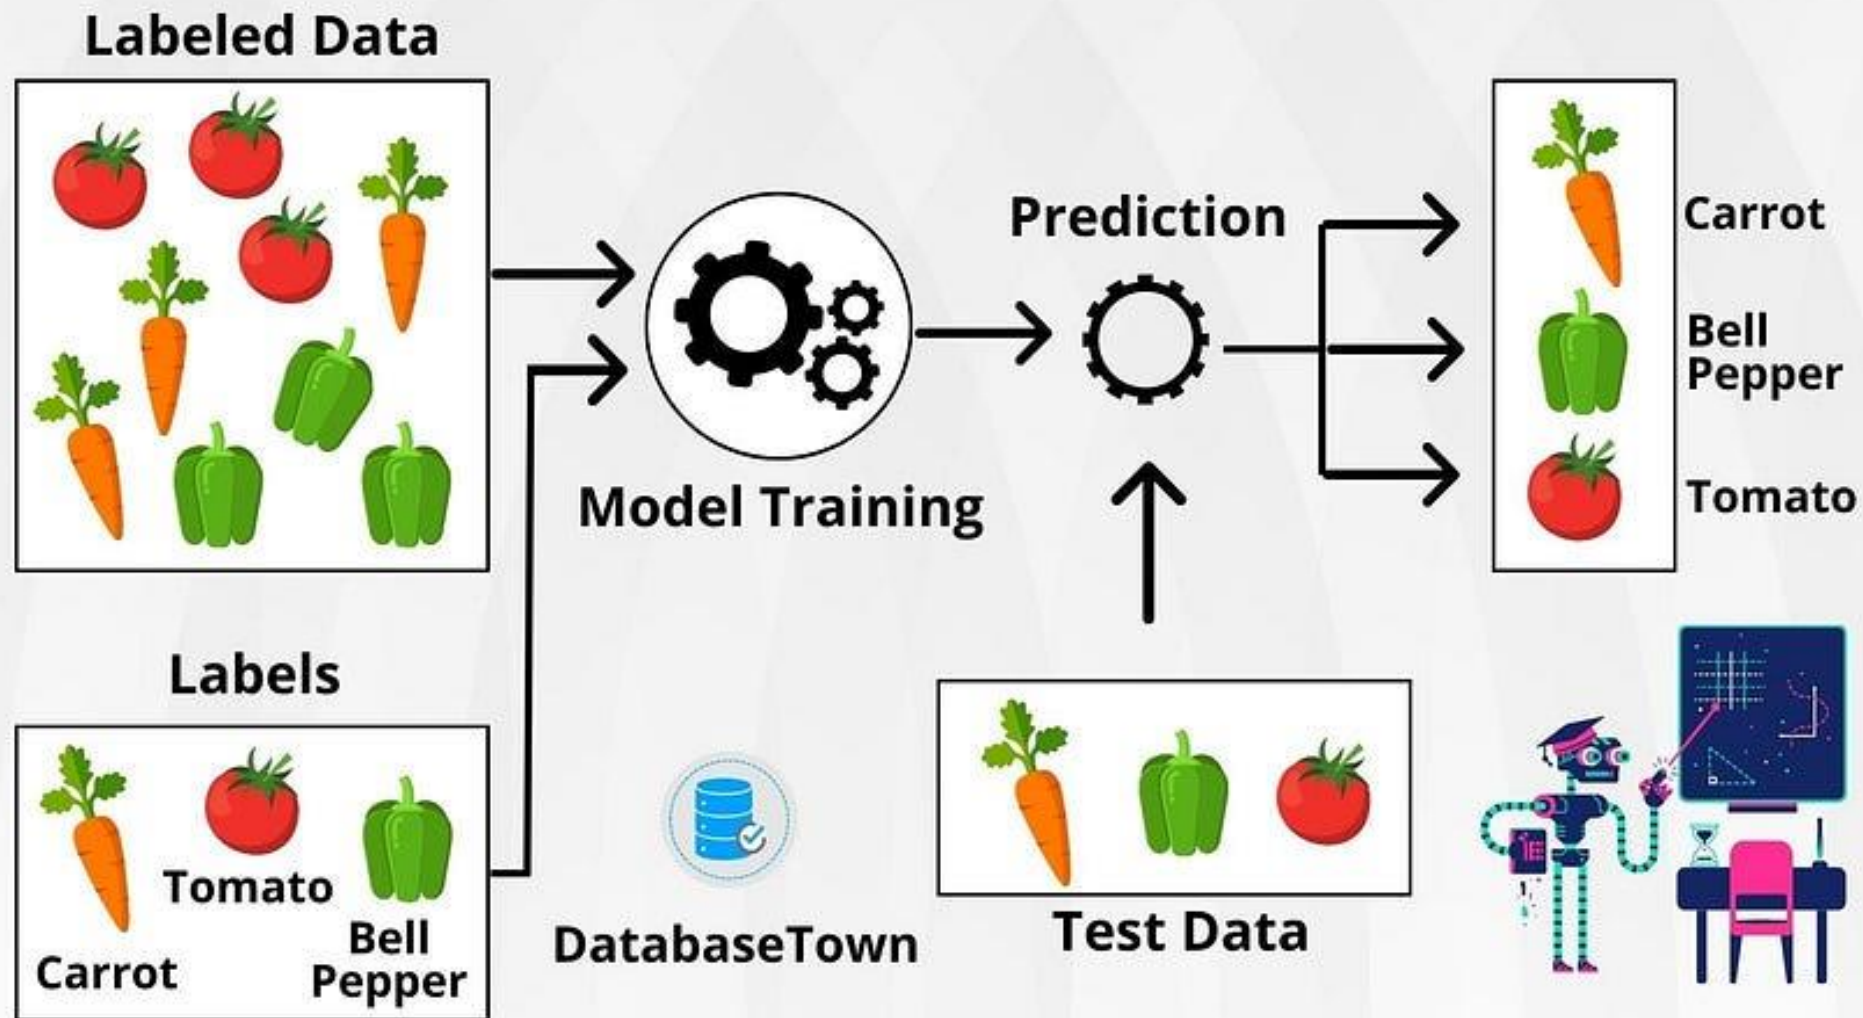 Labeled Data
Prediction
Carrot
Bell
Pepper
Tomato
Model Training
Labels
Tomato
Bell
Pepper
Carrot
DatabaseTown
Test Data